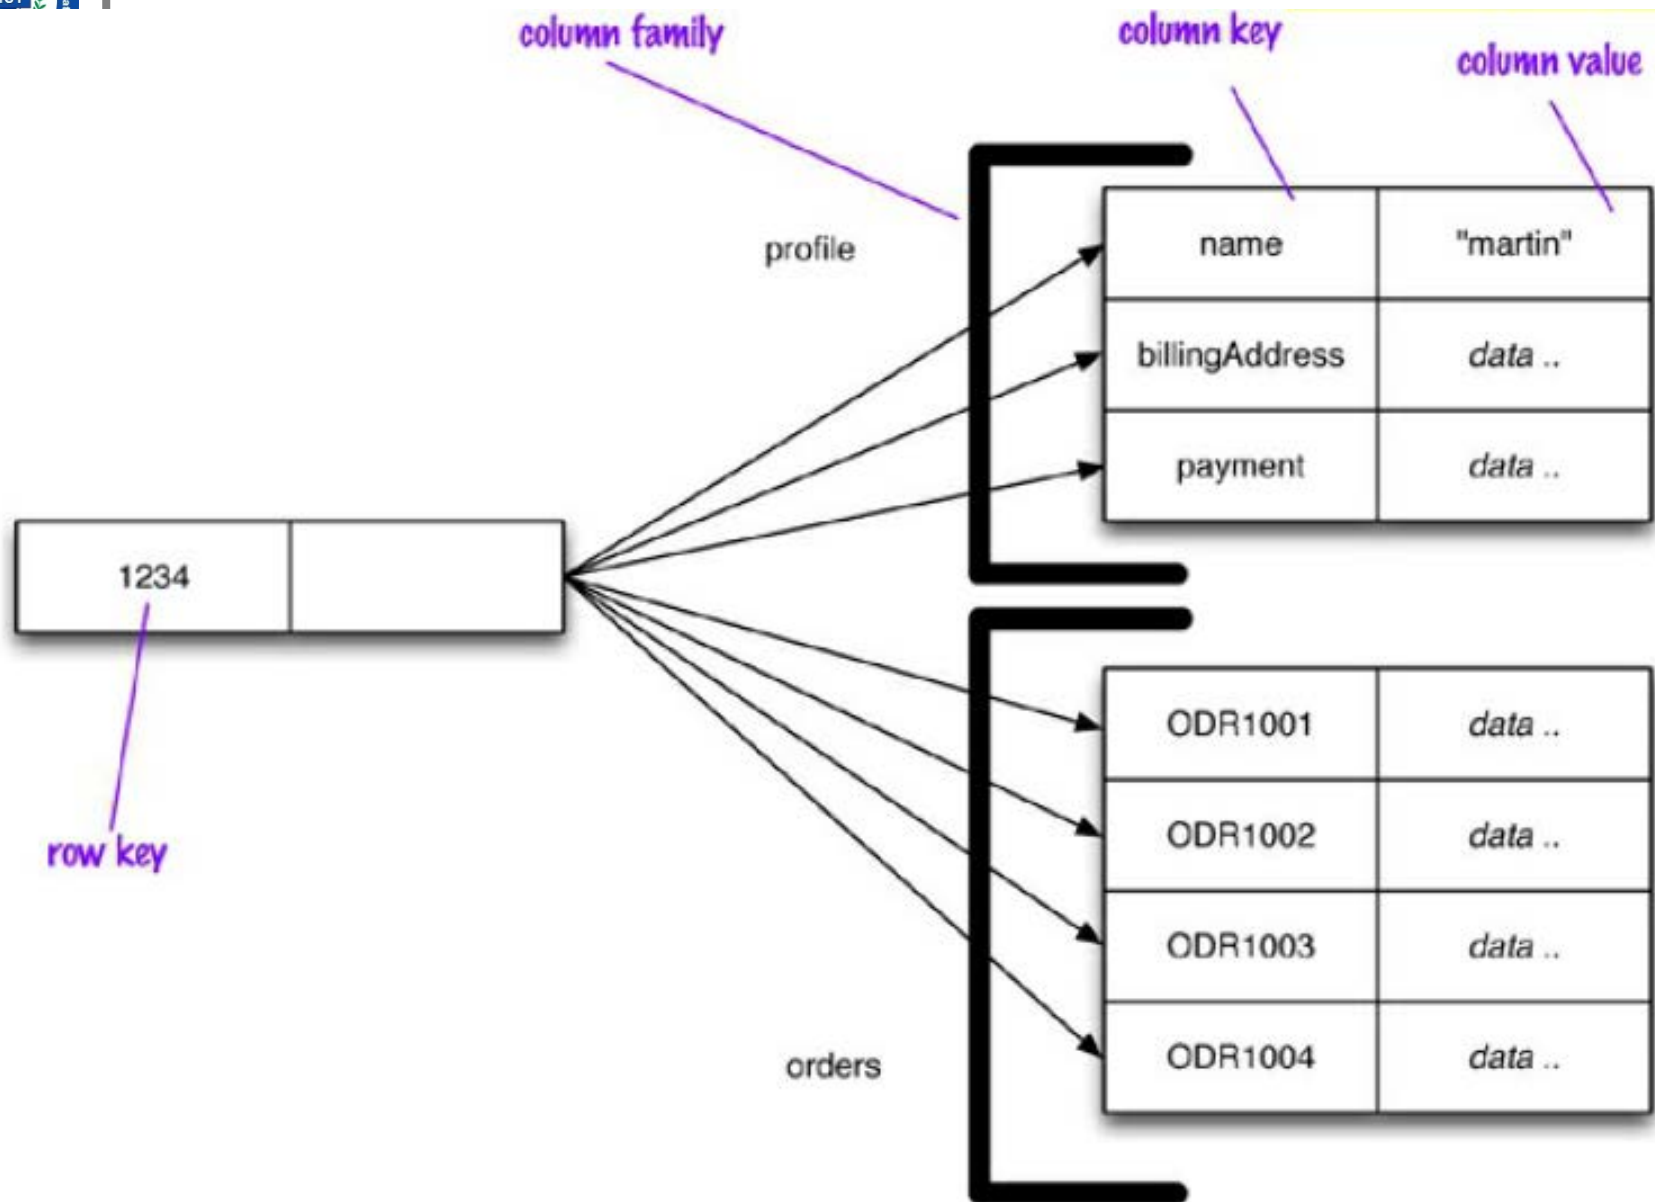 column family
column key
column value
profile
name
"martin"
billingAddress
data ..
payment
data ..
1234
row key
ODR1001
data ..
ODR1002
data ..
ODR1003
data ..
ODR1004
data ..
orders